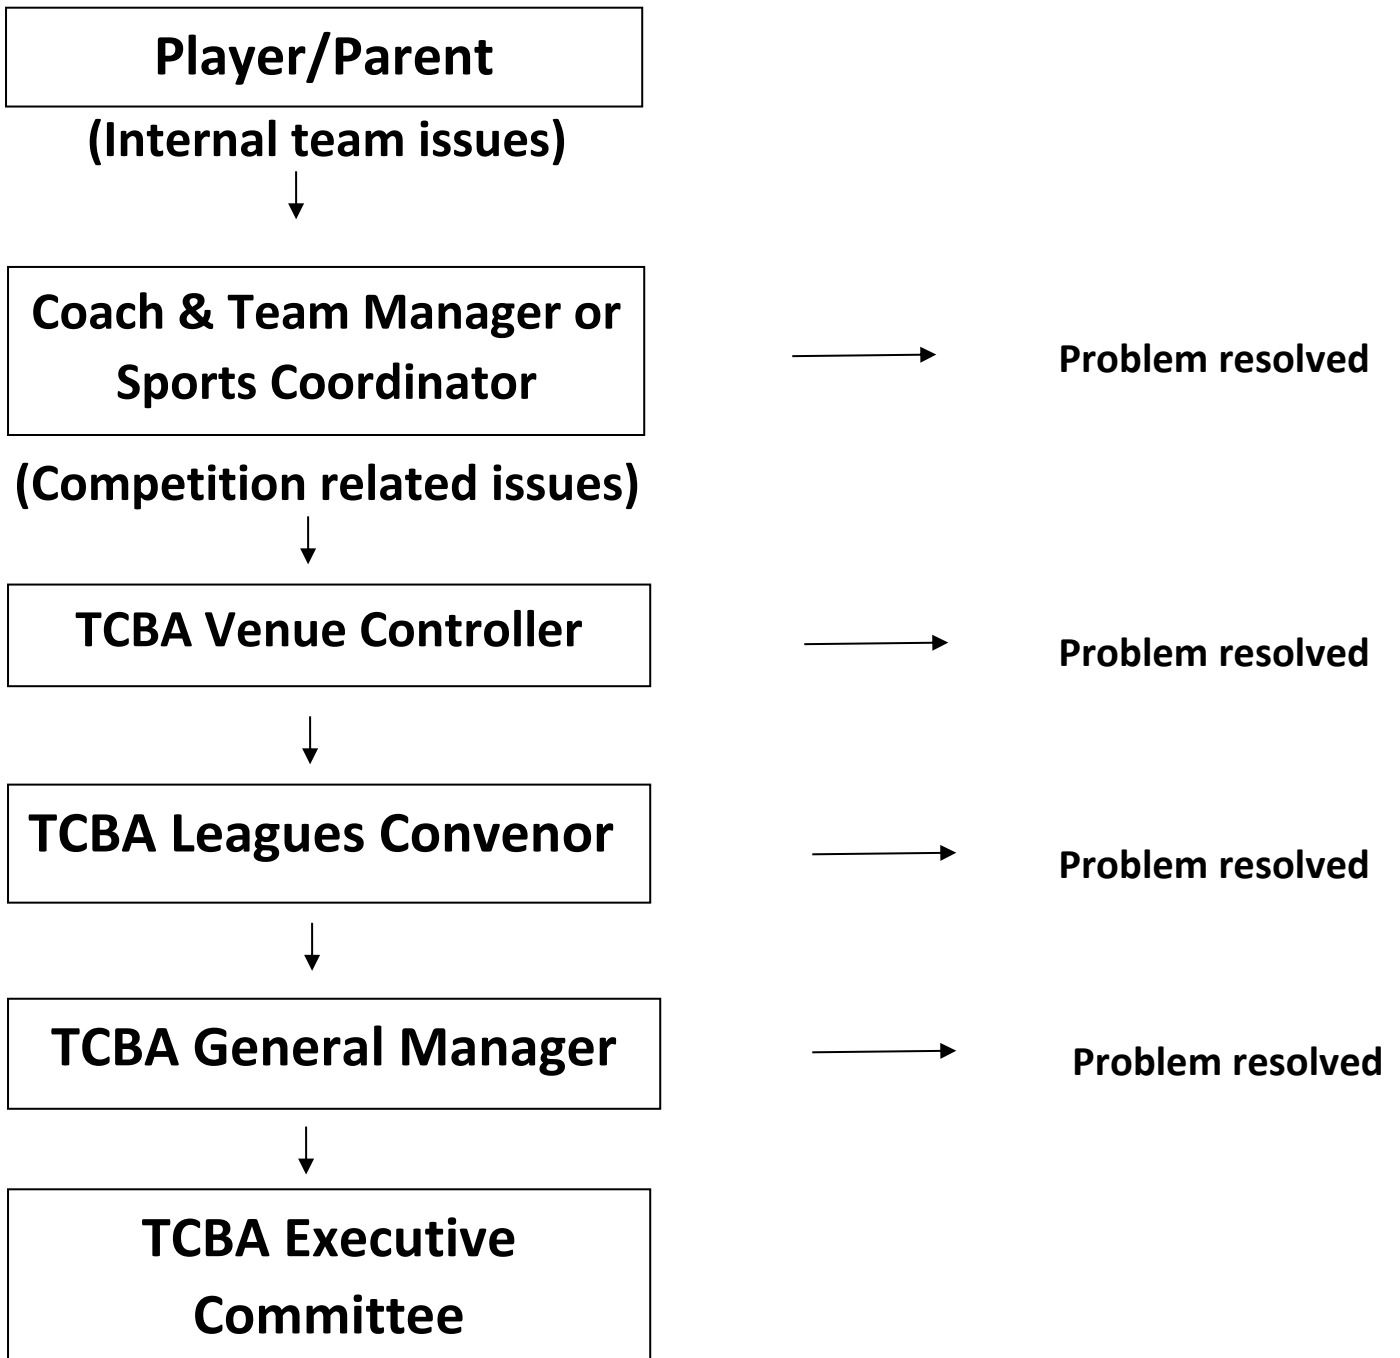 Player/Parent
(Internal team issues)
Coach & Team Manager or
Sports Coordinator
Problem resolved
(Competition related issues)
TCBA Venue Controller
Problem resolved
TCBA Leagues Convenor
Problem resolved
TCBA General Manager
Problem resolved
TCBA Executive
Committee